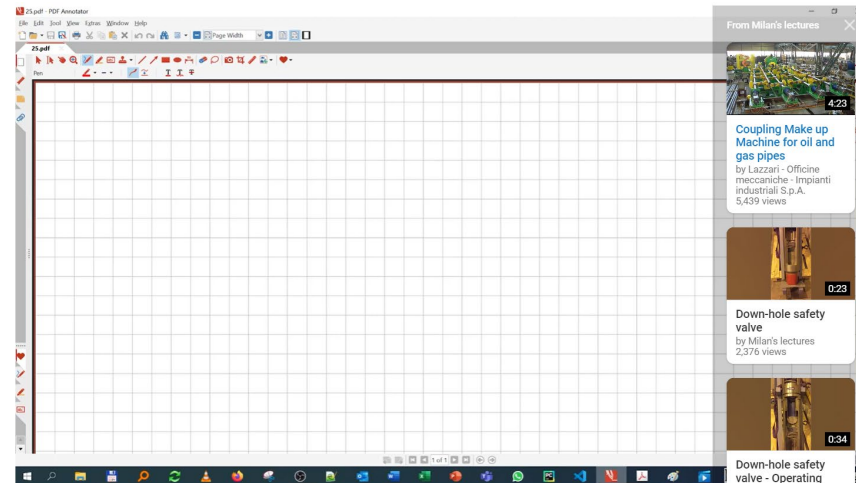 25.pdf - PDF Annotator
File Edit Tool View Extras Window Help
Page Width
25.pdf
Pen
1 of 1
From Milan's lectures
4:23
Coupling Make up
Machine for oil and
gas pipes
by Lazzari - Officine
meccaniche - Impianti
industriali S.p.A.
5,439 views
0:23
Down-hole safety
valve
by Milan's lectures
2,376 views
0:34
Down-hole safety
valve - Operating